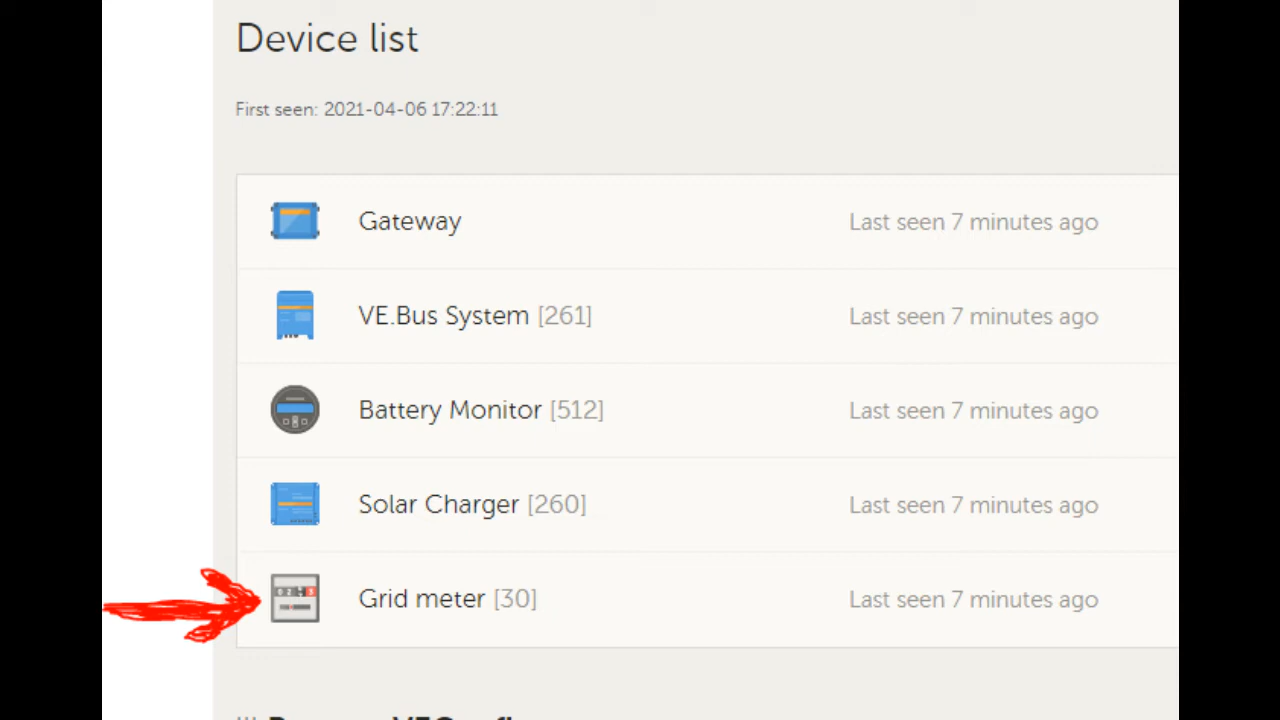 Device list
First seen: 2021-04-06 17:22:11
Gateway Last seen 7 minutes ago
VE.Bus System [261] Last seen 7 minutes ago
Battery Monitor [512] Last seen 7 minutes ago
Solar Charger [260] Last seen 7 minutes ago
Grid meter [30] Last seen 7 minutes ago